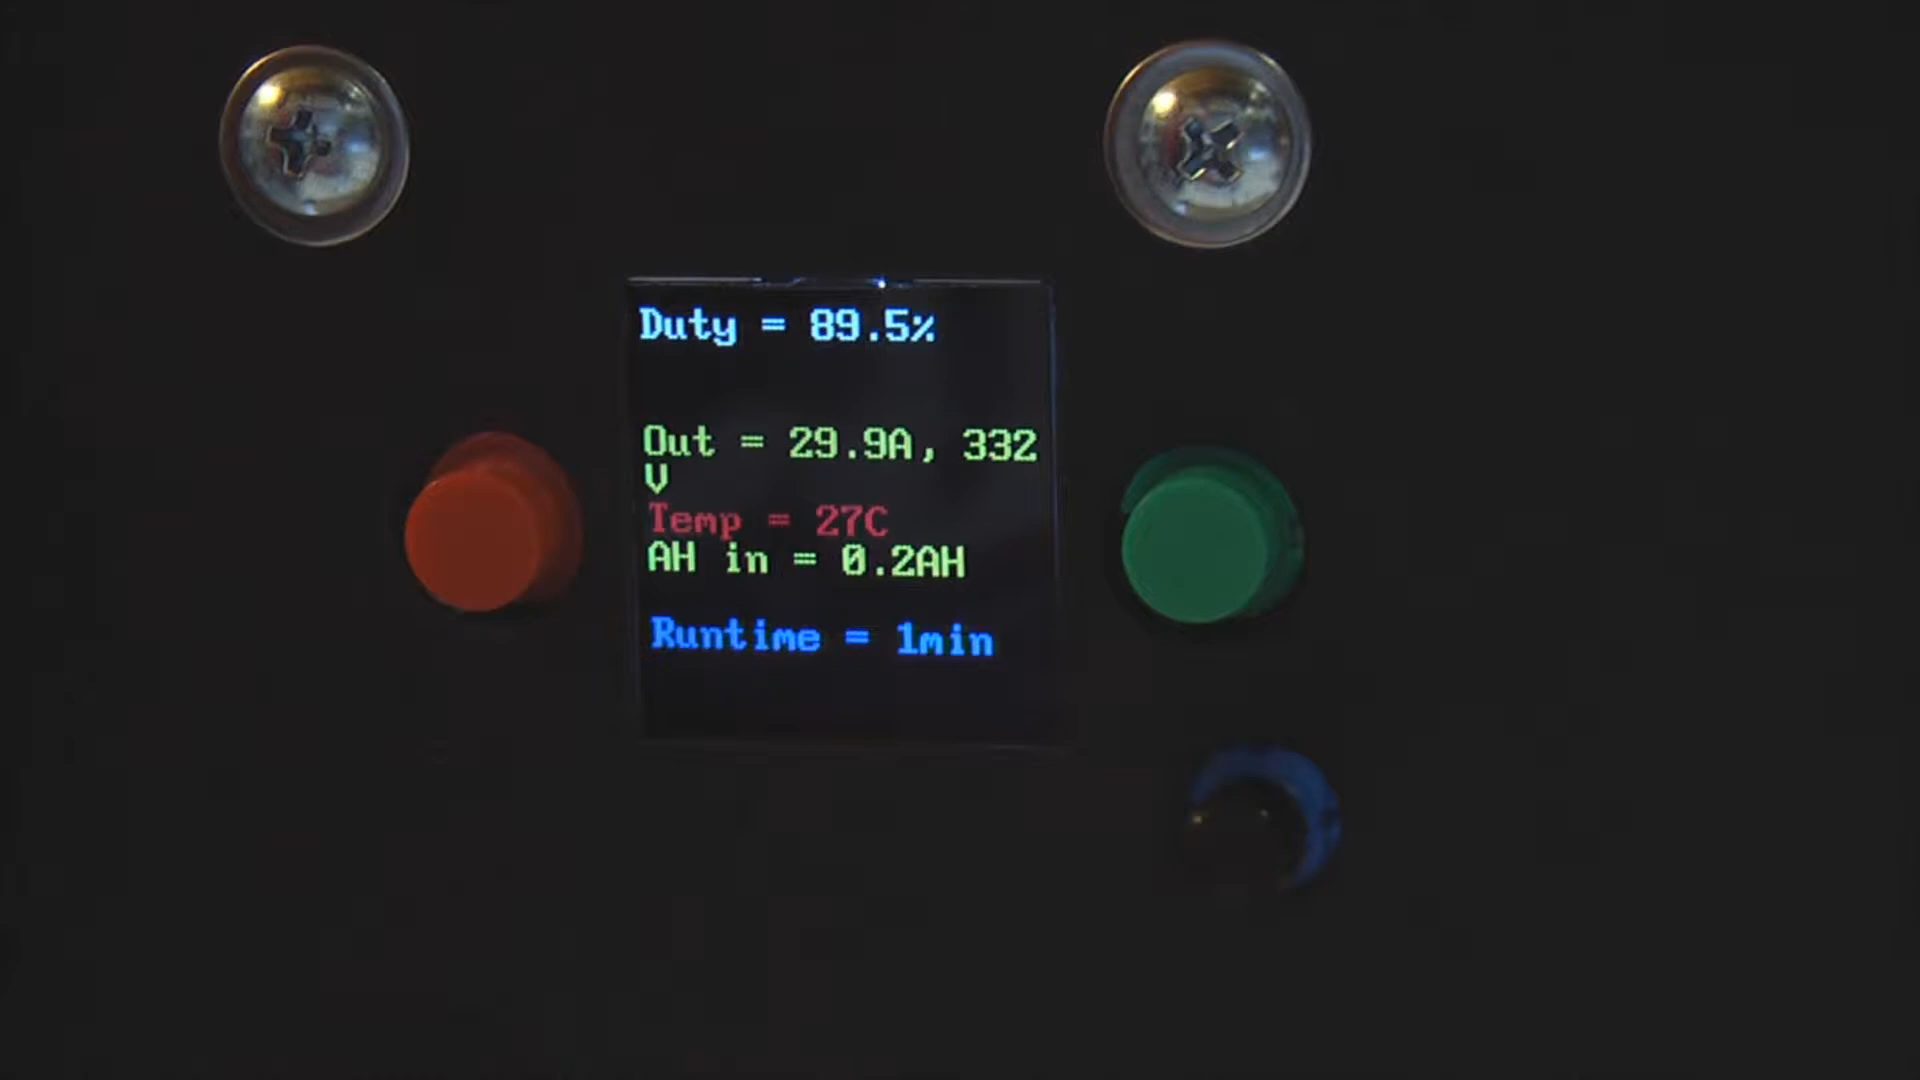 Duty = 89.5%
Out = 29.9A, 332
V
Temp = 27C
AH in = 0.2AH
Runtime = 1min